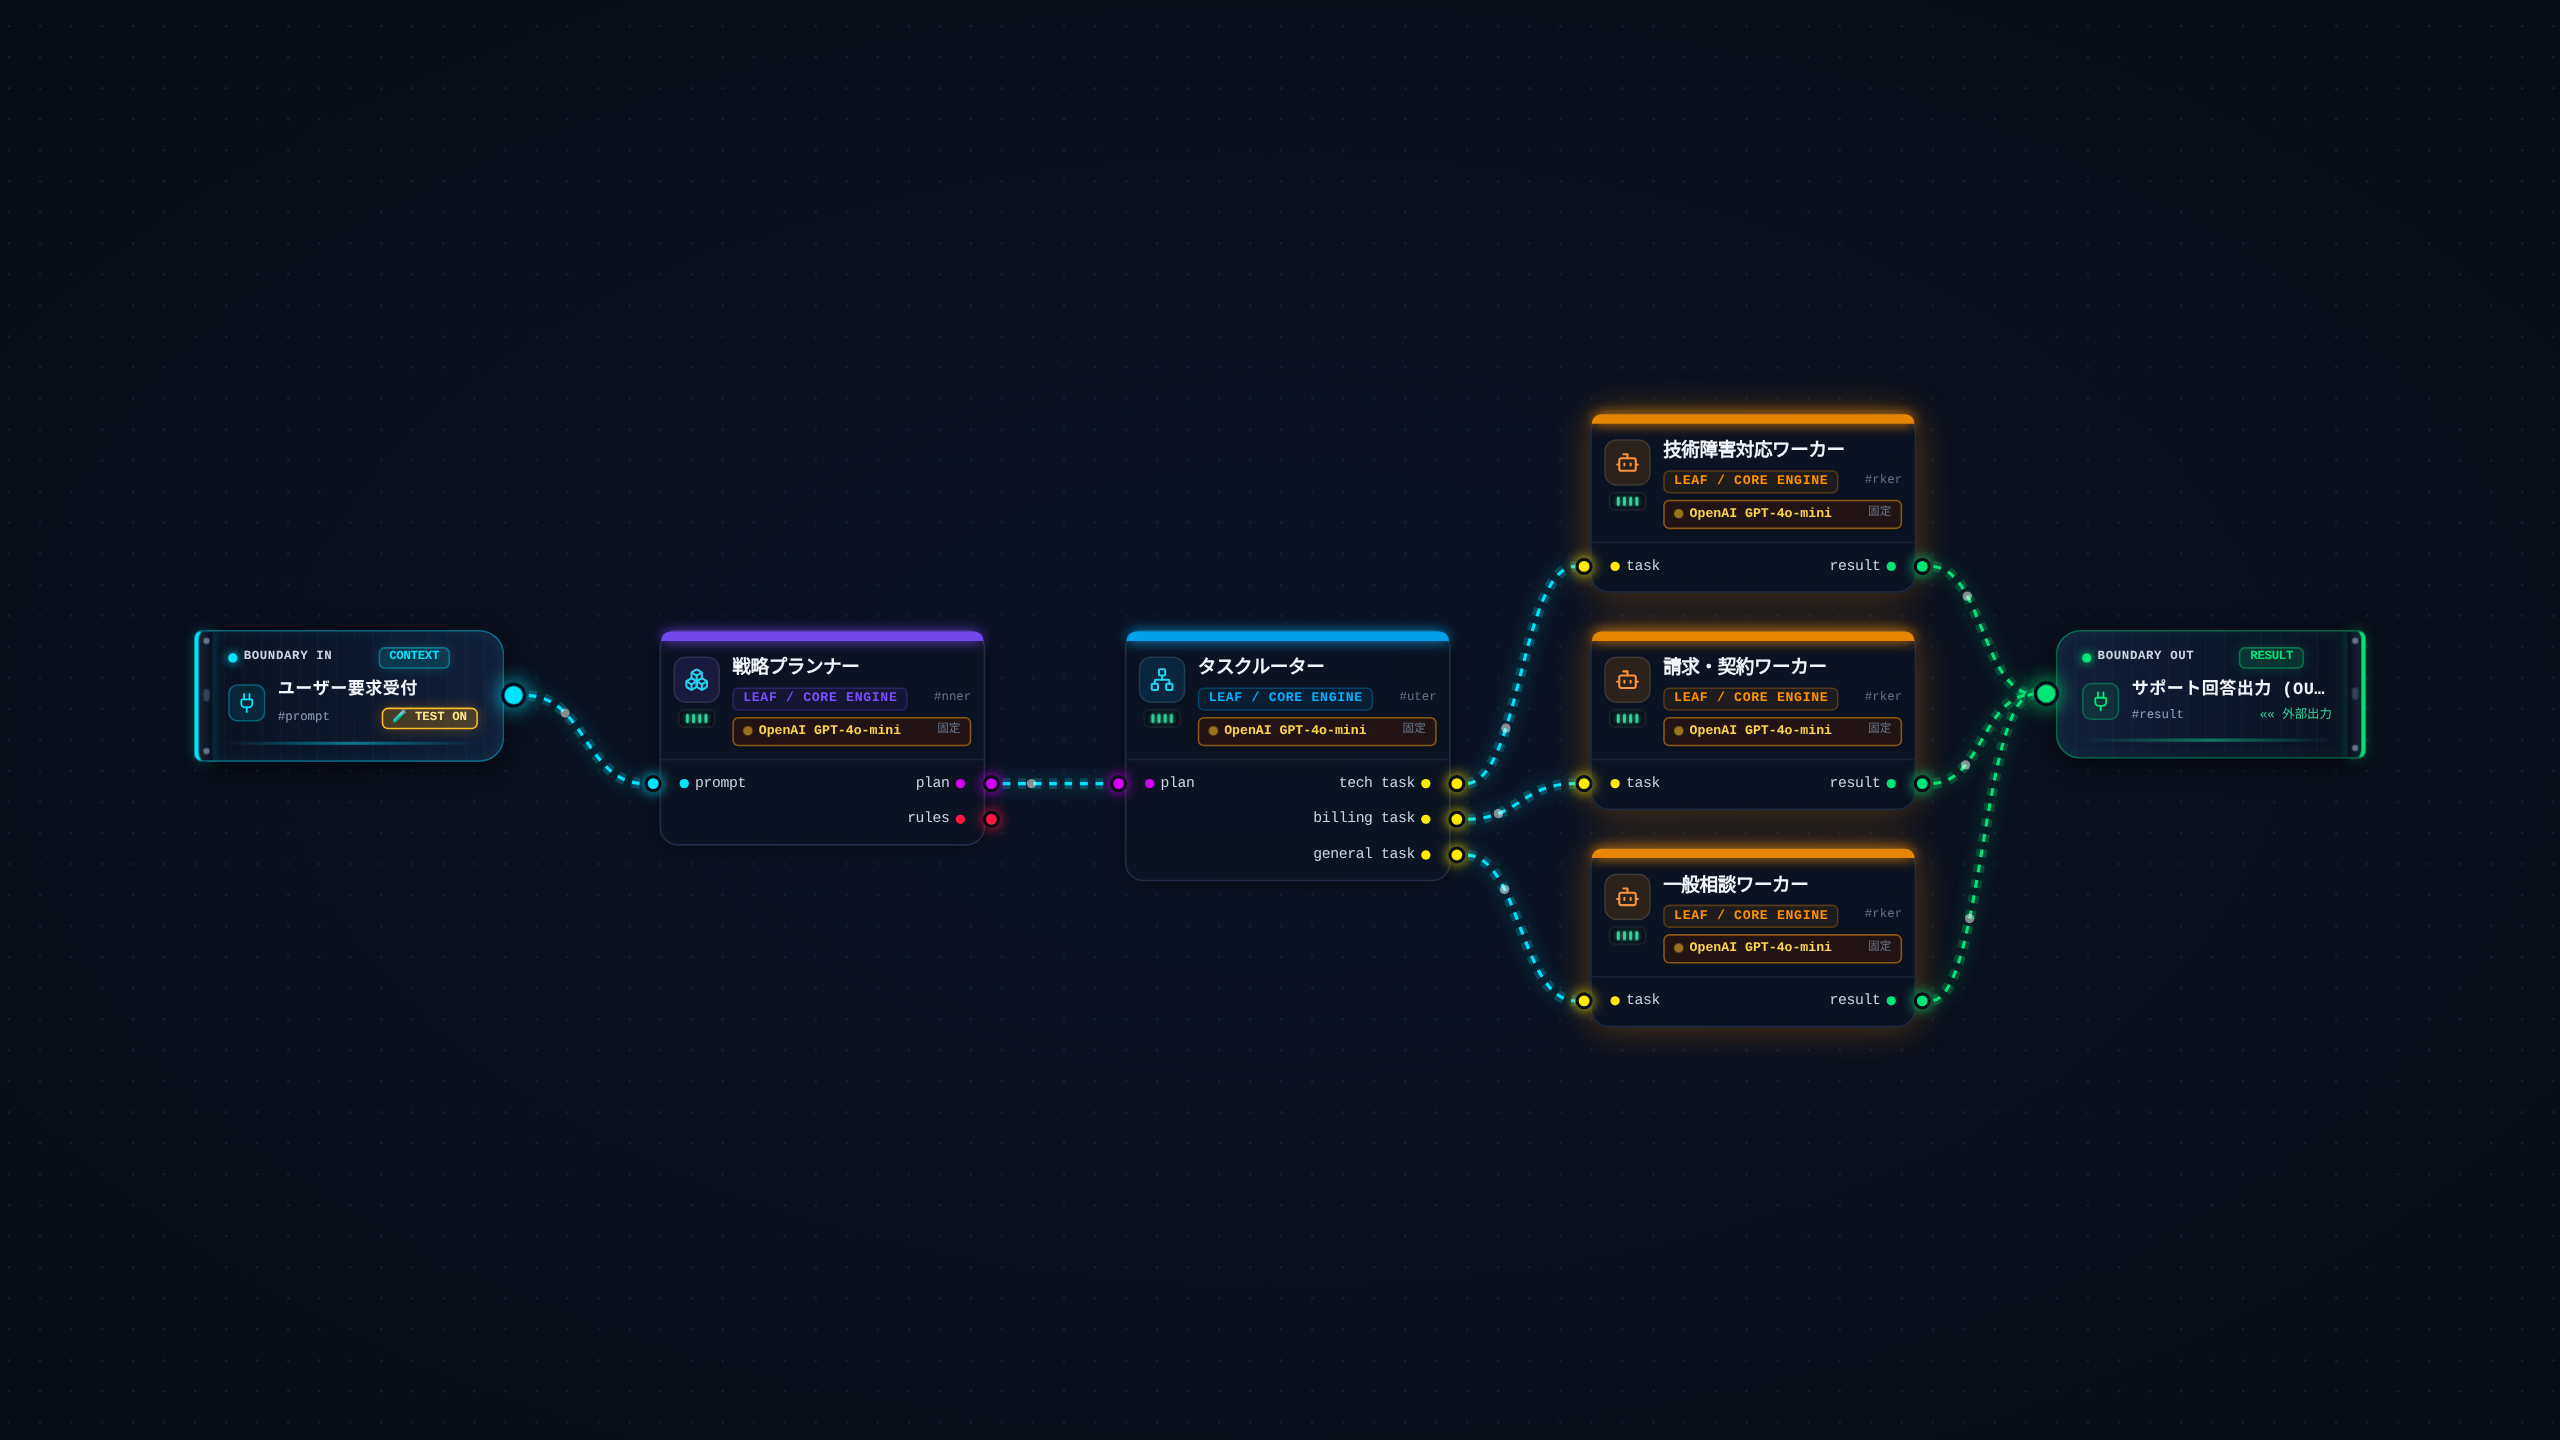 BOUNDARY IN
CONTEXT
ユーザー要求受付
#prompt
🧪 TEST ON
戦略プランナー
LEAF / CORE ENGINE
#nner
OpenAI GPT-4o-mini
固定
prompt
plan
rules
タスクルーター
LEAF / CORE ENGINE
#uter
OpenAI GPT-4o-mini
固定
plan
tech task
billing task
general task
技術障害対応ワーカー
LEAF / CORE ENGINE
#rker
OpenAI GPT-4o-mini
固定
task
result
請求・契約ワーカー
LEAF / CORE ENGINE
#rker
OpenAI GPT-4o-mini
固定
task
result
一般相談ワーカー
LEAF / CORE ENGINE
#rker
OpenAI GPT-4o-mini
固定
task
result
BOUNDARY OUT
RESULT
サポート回答出力 (OU…
#result
«« 外部出力